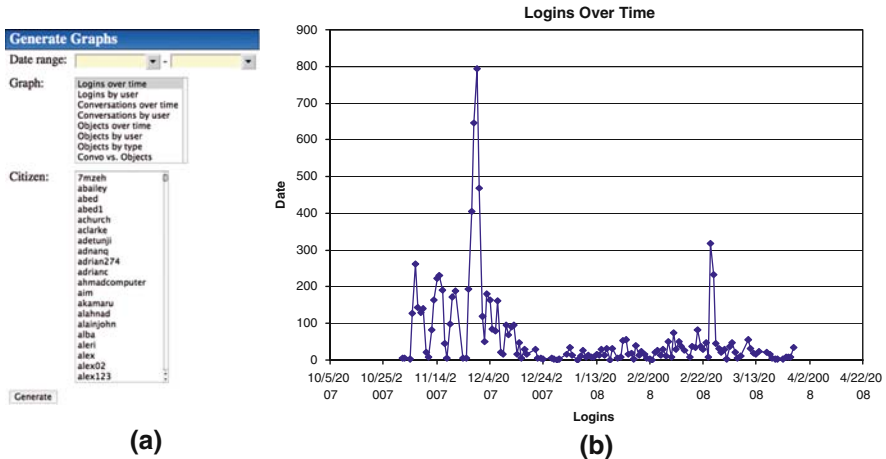 Generate Graphs
Date range: -
Graph:
Logins over time
Logins by user
Conversations over time
Conversations by user
Objects over time
Objects by user
Objects by type
Convo vs. Objects
Citizen:
7mzeh
abailey
abed
abed1
achurch
aclarke
adetunji
adnanq
adrian274
adrianc
ahmadcomputer
aim
akamaru
alahnad
alainjohn
alba
aleri
alex
alex02
alex123
Generate
(a)
Logins Over Time
Date
900
800
700
600
500
400
300
200
100
0
10/5/20
07
10/25/2
007
11/14/2
007
12/4/20
07
12/24/2
007
1/13/20
08
2/2/200
8
2/22/20
08
3/13/20
08
4/2/200
8
4/22/20
08
Logins
(b)